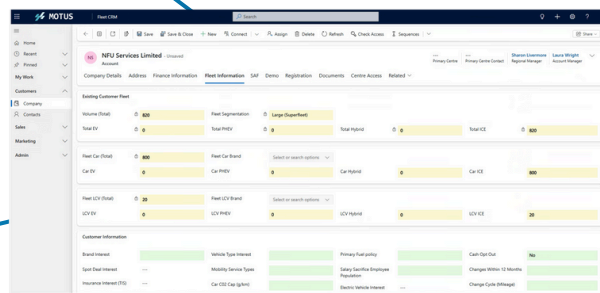 MOTUS Fleet CRM Search
Save Save & Close New Connect Assign Delete Refresh Check Access Sequences Share
Home
Recent
Pinned
My Work
Customers
Company
Contacts
Sales
Marketing
Admin
NS NFU Services Limited - Unsaved
Account
---
Primary Centre
---
Primary Centre Contact
Sharon Livermore
Regional Manager
Laura Wright
Account Manager
Company Details Address Finance Information Fleet Information SAF Demo Registration Documents Centre Access Related
Existing Customer Fleet
Volume (Total) 820 Fleet Segmentation Large (Superfleet)
Total EV 0 Total PHEV 0 Total Hybrid 0 Total ICE 820
Fleet Car (Total) 800 Fleet Car Brand Select or search options
Car EV 0 Car PHEV 0 Car Hybrid 0 Car ICE 800
Fleet LCV (Total) 20 Fleet LCV Brand Select or search options
LCV EV 0 LCV PHEV 0 LCV Hybrid 0 LCV ICE 20
Customer Information
Brand Interest Vehicle Type Interest Primary Fuel policy Cash Opt Out No
Spot Deal Interest --- Mobility Service Types Salary Sacrifice Employee Population Changes Within 12 Months
Insurance Interest (TIS) --- Car CO2 Cap (g/km) Electric Vehicle Interest --- Change Cycle (Mileage)